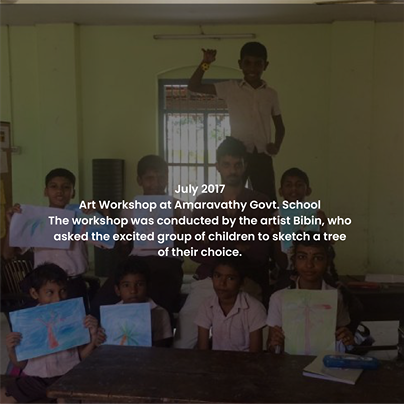 July 2017
Art Workshop at Amaravathy Govt. School
The workshop was conducted by the artist Bibin, who
asked the excited group of children to sketch a tree
of their choice.